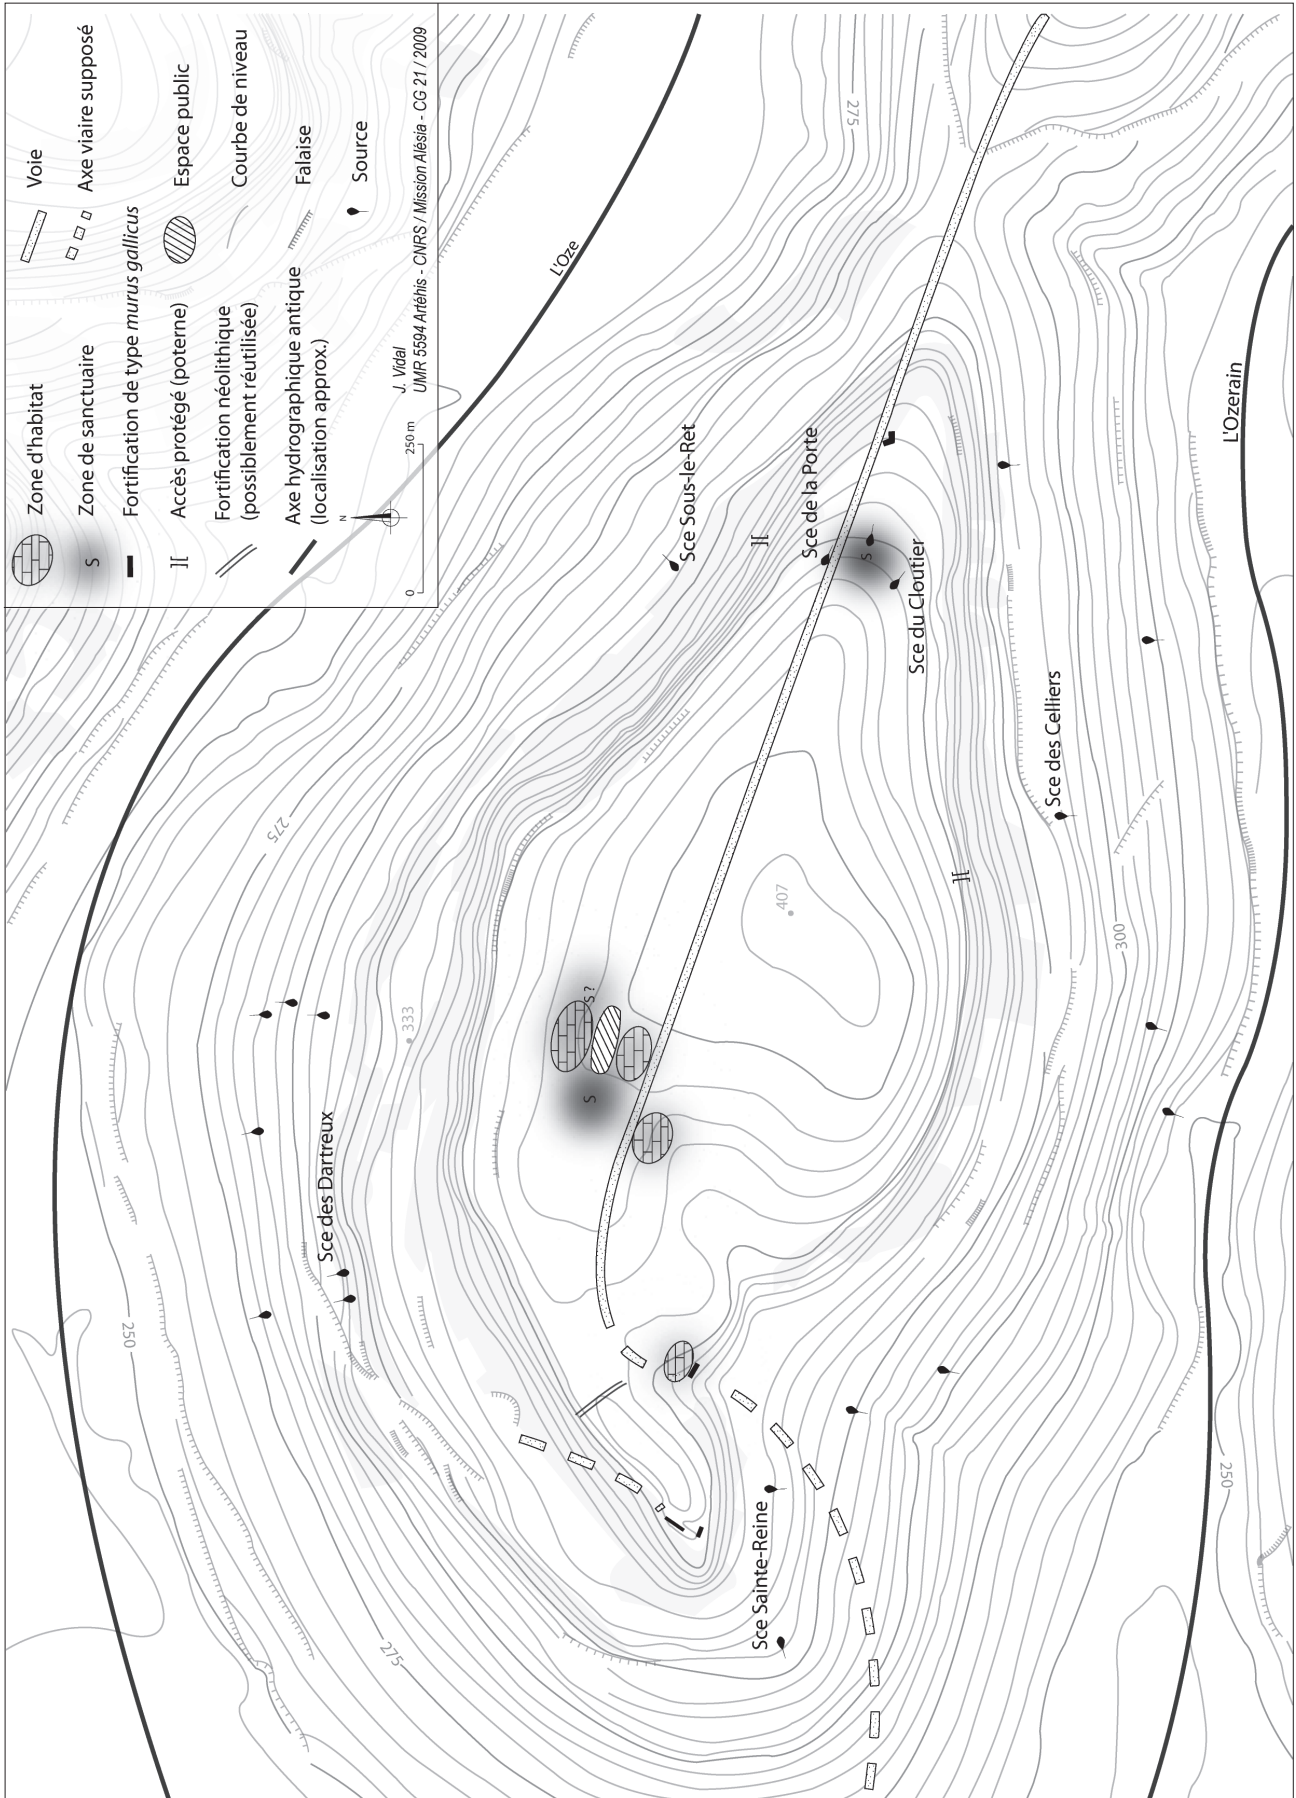 Zone d'habitat
S
Zone de sanctuaire
Fortification de type murus gallicus
Accès protégé (poterne)
Fortification néolithique
(possiblement réutilisée)
Axe hydrographique antique
(localisation approx.)
Voie
Axe viaire supposé
Espace public
Courbe de niveau
Falaise
Source
N
0
250 m
J. Vidal
UMR 5594 Artéhis - CNRS / Mission Alésia - CG 21 / 2009
L'Oze
275
275
333
Sce des Dartreux
250
275
Sce Sous-le-Ret
Sce de la Porte
S
Sce du Cloutier
S ?
S
407
Sce des Celliers
300
Sce Sainte-Reine
L'Ozerain
250